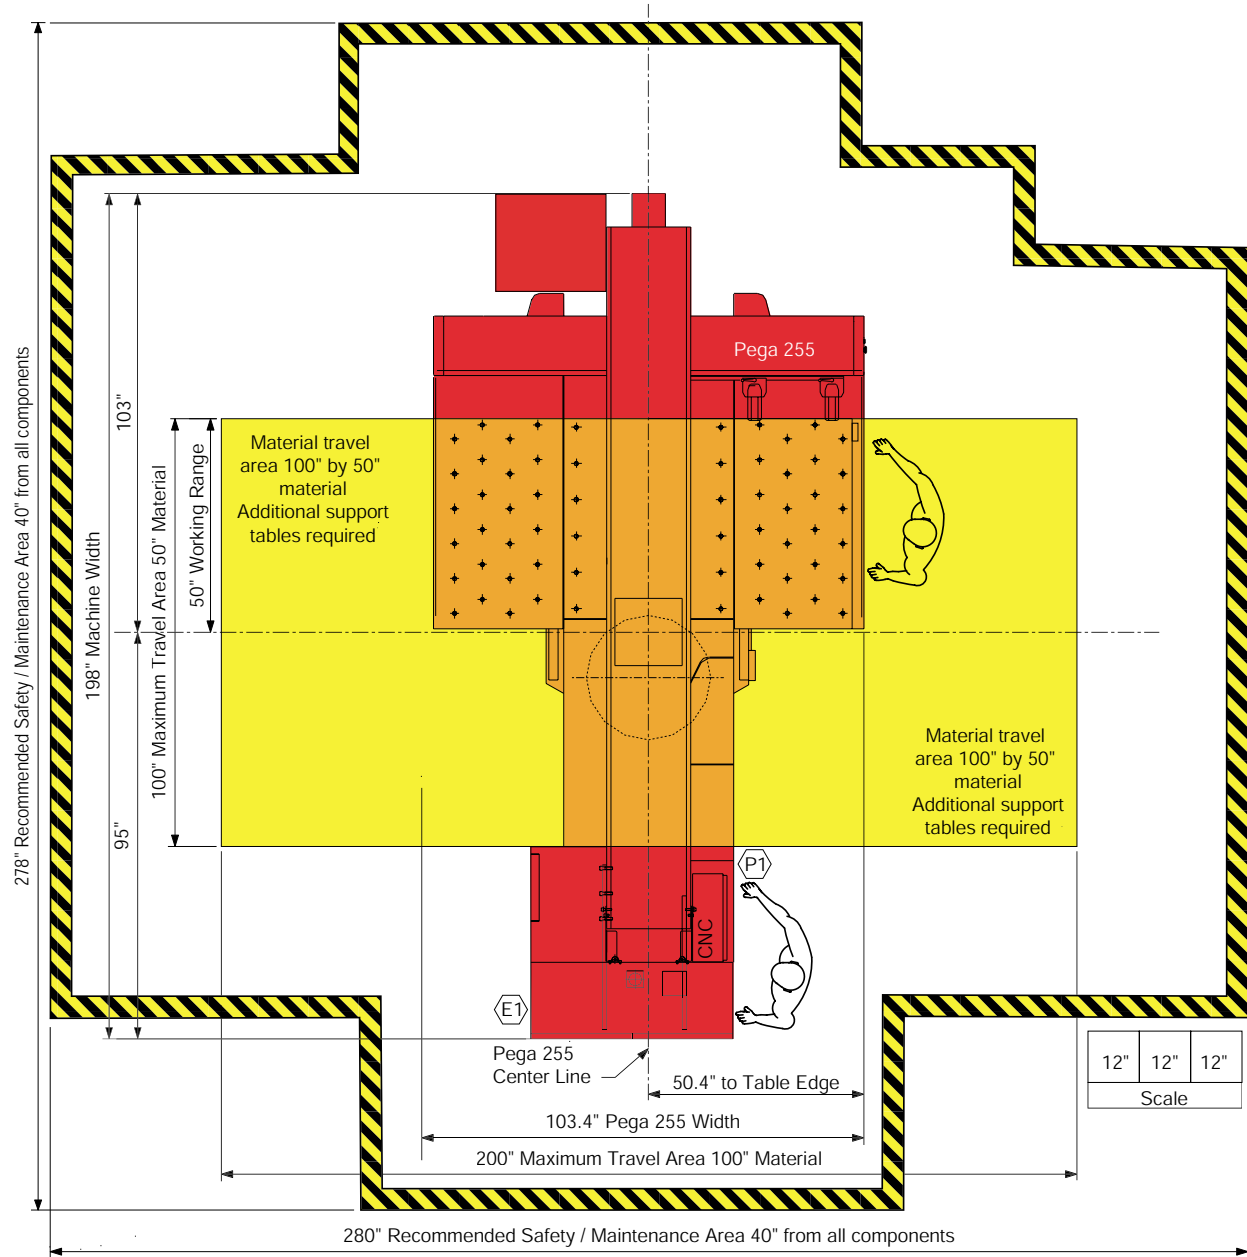 Pega 255
Material travel
area 100" by 50"
material
Additional support
tables required
278" Recommended Safety / Maintenance Area 40" from all components
198" Machine Width
103"
95"
100" Maximum Travel Area 50" Material
50" Working Range
Material travel
area 100" by 50"
material
Additional support
tables required
P1
CNC
E1
Pega 255
Center Line
50.4" to Table Edge
103.4" Pega 255 Width
200" Maximum Travel Area 100" Material
280" Recommended Safety / Maintenance Area 40" from all components
12" 12" 12"
Scale